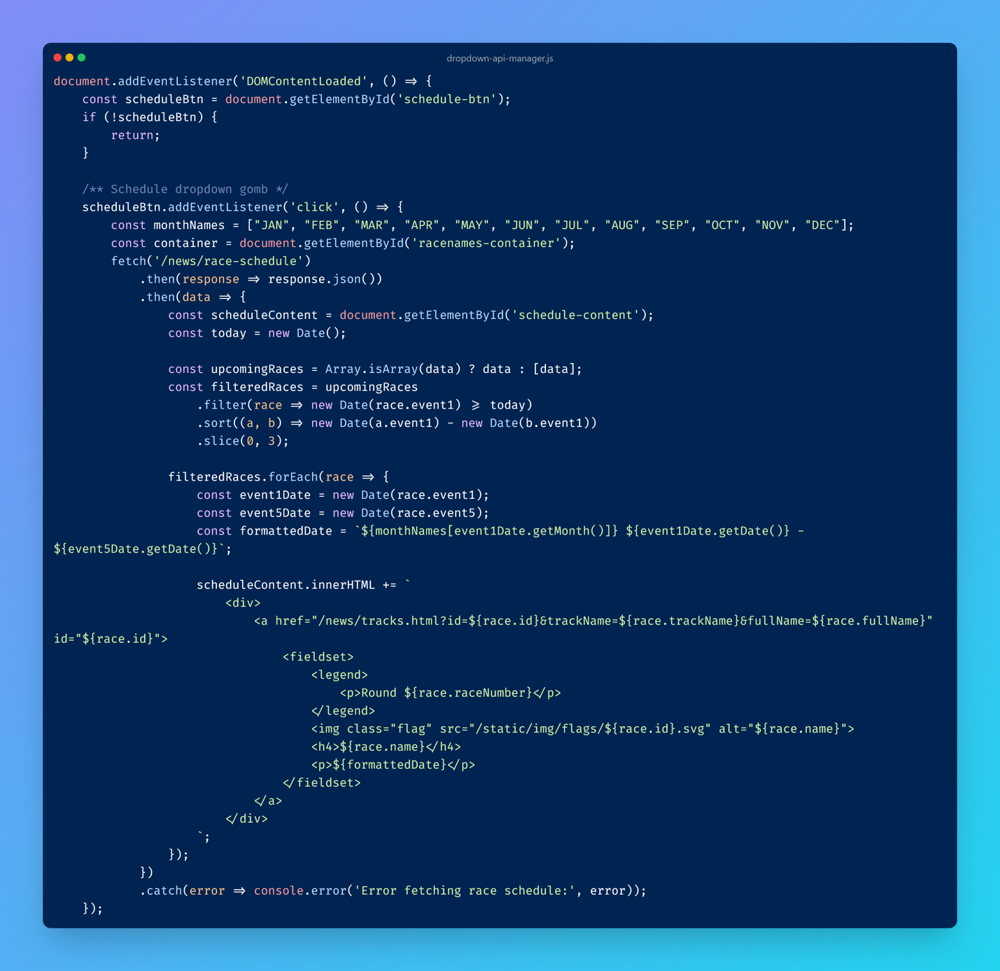 dropdown-api-manager.js
document.addEventListener('DOMContentLoaded', () => {
    const scheduleBtn = document.getElementById('schedule-btn');
    if (!scheduleBtn) {
        return;
    }

    /** Schedule dropdown gomb */
    scheduleBtn.addEventListener('click', () => {
        const monthNames = ["JAN", "FEB", "MAR", "APR", "MAY", "JUN", "JUL", "AUG", "SEP", "OCT", "NOV", "DEC"];
        const container = document.getElementById('racenames-container');
        fetch('/news/race-schedule')
            .then(response => response.json())
            .then(data => {
                const scheduleContent = document.getElementById('schedule-content');
                const today = new Date();

                const upcomingRaces = Array.isArray(data) ? data : [data];
                const filteredRaces = upcomingRaces
                    .filter(race => new Date(race.event1) >= today)
                    .sort((a, b) => new Date(a.event1) - new Date(b.event1))
                    .slice(0, 3);

                filteredRaces.forEach(race => {
                    const event1Date = new Date(race.event1);
                    const event5Date = new Date(race.event5);
                    const formattedDate = `${monthNames[event1Date.getMonth()]} ${event1Date.getDate()} -
${event5Date.getDate()}`;

                    scheduleContent.innerHTML += `
                        <div>
                            <a href="/news/tracks.html?id=${race.id}&trackName=${race.trackName}&fullName=${race.fullName}"
id="${race.id}">
                                <fieldset>
                                    <legend>
                                        <p>Round ${race.raceNumber}</p>
                                    </legend>
                                    <img class="flag" src="/static/img/flags/${race.id}.svg" alt="${race.name}">
                                    <h4>${race.name}</h4>
                                    <p>${formattedDate}</p>
                                </fieldset>
                            </a>
                        </div>
                    `;
                });
            })
            .catch(error => console.error('Error fetching race schedule:', error));
    });